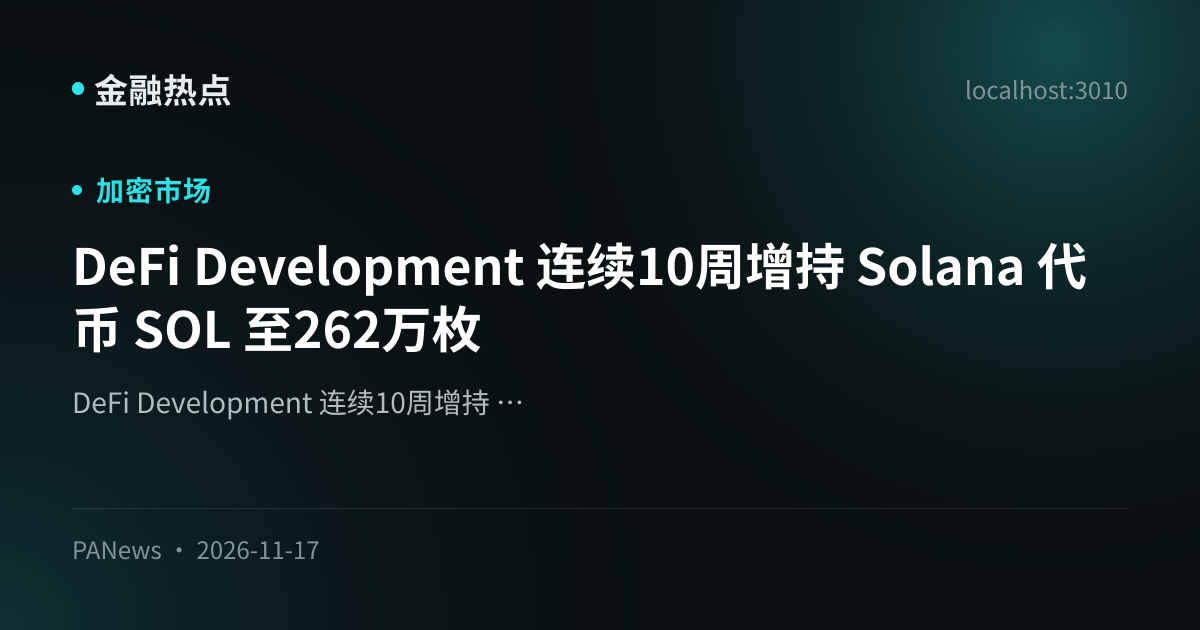 金融热点
localhost:3010
加密市场
DeFi Development 连续10周增持 Solana 代
币 SOL 至262万枚
DeFi Development 连续10周增持 …
PANews · 2026-11-17